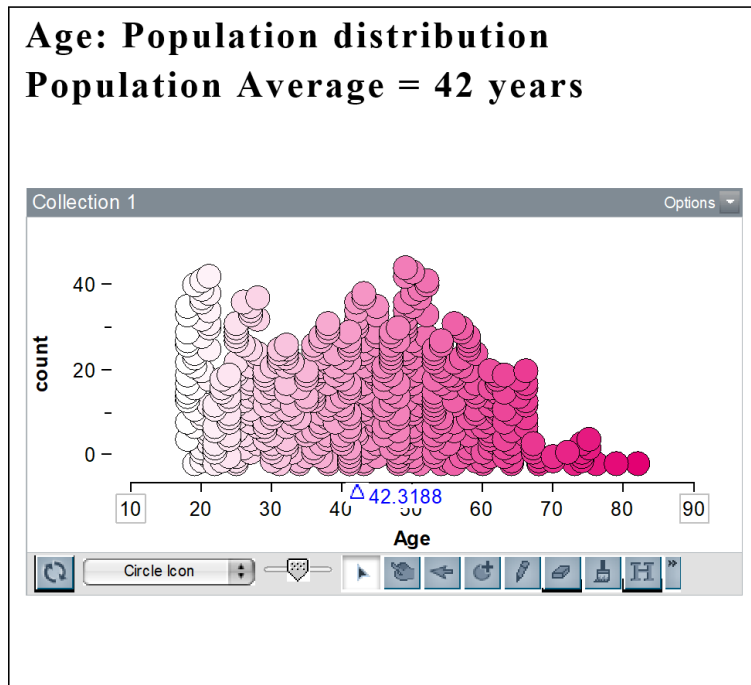 Age: Population distribution
Population Average = 42 years
Collection 1
Options
40
20
0
count
10 20 30 40 50 60 70 80 90
42.3188
Age
Circle Icon
H
»